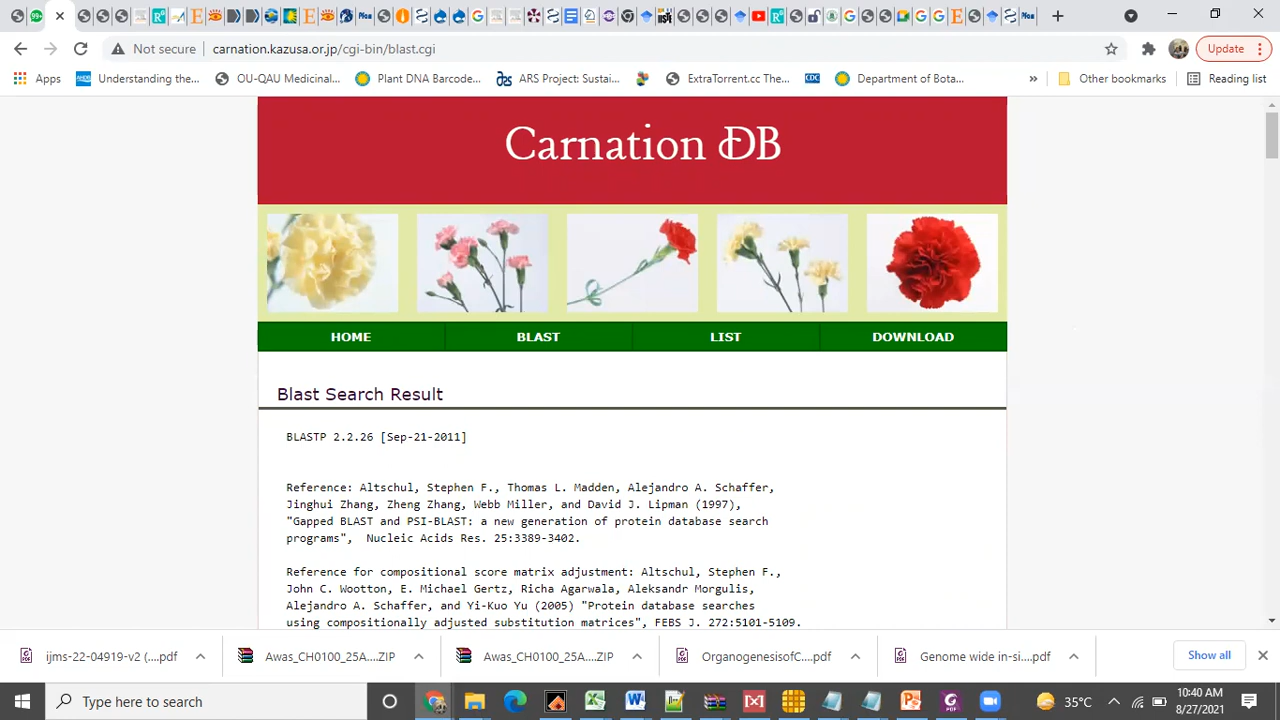 Not secure
carnation.kazusa.or.jp/cgi-bin/blast.cgi
Update
Apps
Understanding the...
OU-QAU Medicinal...
Plant DNA Barcode...
ARS Project: Sustai...
ExtraTorrent.cc The...
CDC
Department of Bota...
»
Other bookmarks
Reading list
Carnation DB
HOME
BLAST
LIST
DOWNLOAD
Blast Search Result
BLASTP 2.2.26 [Sep-21-2011]
Reference: Altschul, Stephen F., Thomas L. Madden, Alejandro A. Schaffer,
Jinghui Zhang, Zheng Zhang, Webb Miller, and David J. Lipman (1997),
"Gapped BLAST and PSI-BLAST: a new generation of protein database search
programs",  Nucleic Acids Res. 25:3389-3402.
Reference for compositional score matrix adjustment: Altschul, Stephen F.,
John C. Wootton, E. Michael Gertz, Richa Agarwala, Aleksandr Morgulis,
Alejandro A. Schaffer, and Yi-Kuo Yu (2005) "Protein database searches
using compositionally adjusted substitution matrices", FEBS J. 272:5101-5109.
ijms-22-04919-v2 (....pdf
Awas_CH0100_25A....ZIP
Awas_CH0100_25A....ZIP
OrganogenesisofC....pdf
Genome wide in-si....pdf
Show all
Type here to search
35°C
10:40 AM
8/27/2021